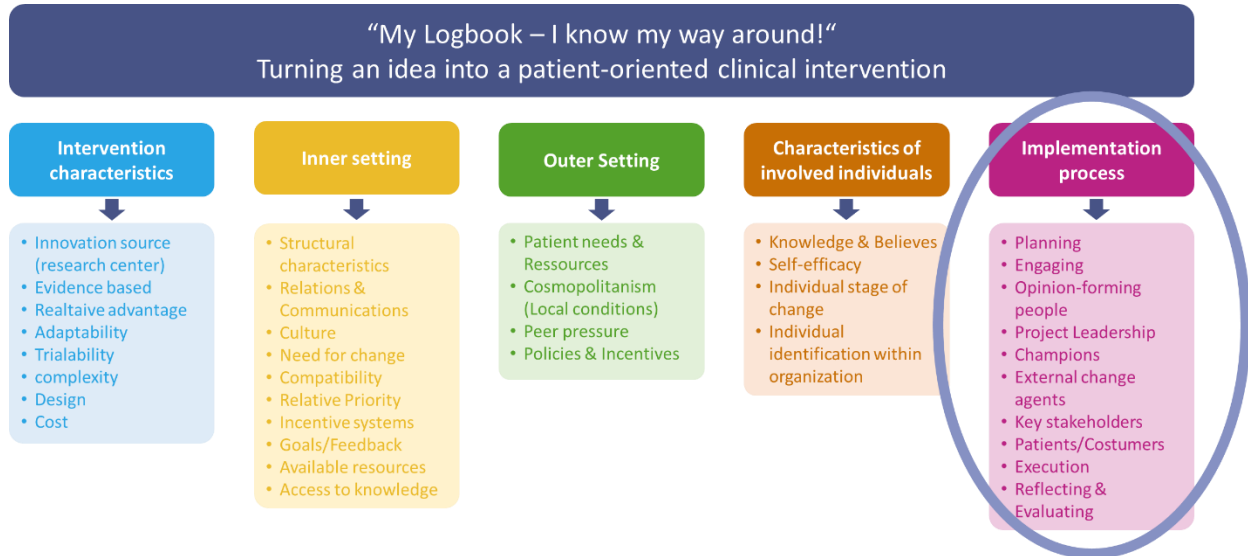 “My Logbook – I know my way around!“
Turning an idea into a patient-oriented clinical intervention
Intervention
characteristics
• Innovation source
(research center)
• Evidence based
• Realtaive advantage
• Adaptability
• Trialability
• complexity
• Design
• Cost
Inner setting
• Structural
characteristics
• Relations &
Communications
• Culture
• Need for change
• Compatibility
• Relative Priority
• Incentive systems
• Goals/Feedback
• Available resources
• Access to knowledge
Outer Setting
• Patient needs &
Ressources
• Cosmopolitanism
(Local conditions)
• Peer pressure
• Policies & Incentives
Characteristics of
involved individuals
• Knowledge & Believes
• Self-efficacy
• Individual stage of
change
• Individual
identification within
organization
Implementation
process
• Planning
• Engaging
• Opinion-forming
people
• Project Leadership
• Champions
• External change
agents
• Key stakeholders
• Patients/Costumers
• Execution
• Reflecting &
Evaluating